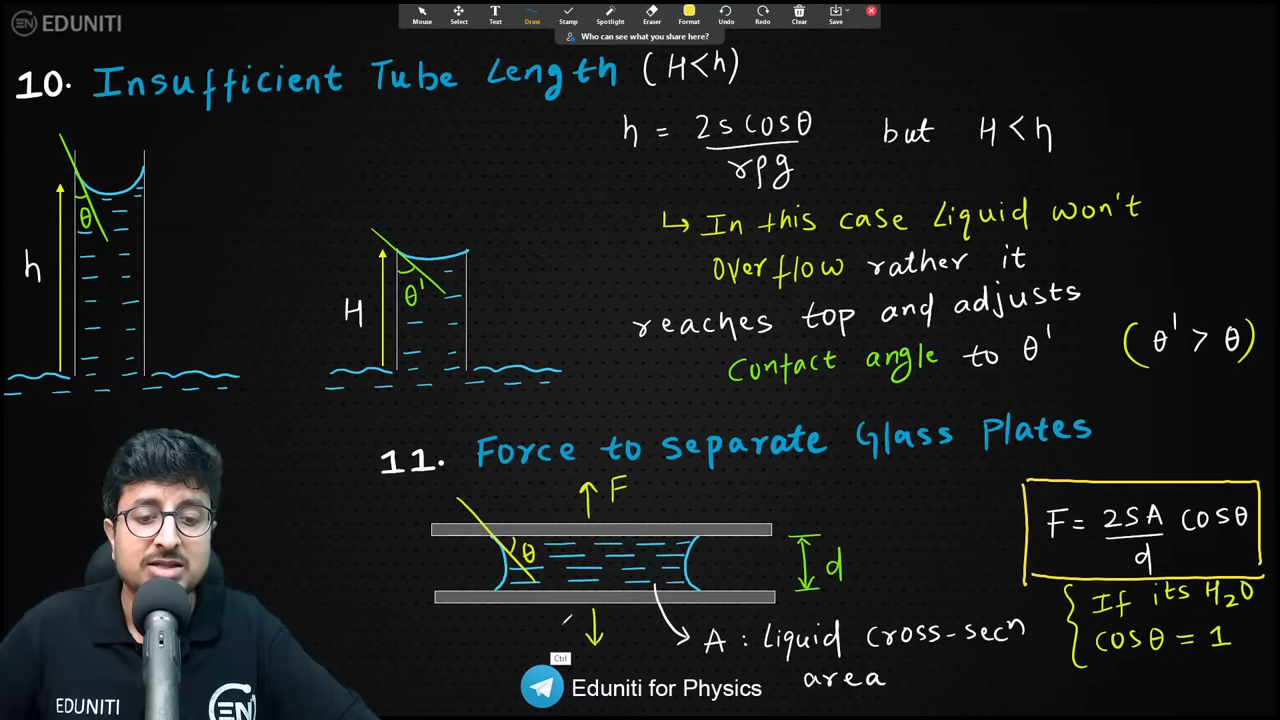 EDUNITI
Mouse Select Text Draw Stamp Spotlight Eraser Format Undo Redo Clear Save
Who can see what you share here?
10. Insufficient Tube Length (H<h)
h = 2s cosθ / rρg but H < h
↳ In this case Liquid won't
overflow rather it
reaches top and adjusts
Contact angle to θ' (θ' > θ)
h
θ
H
θ'
11. Force to separate Glass Plates
F
θ
d
A : Liquid cross-secⁿ
area
F = 2SA/d cosθ
If its H₂O
cosθ = 1
Ctrl
Eduniti for Physics
EDUNITI
EN